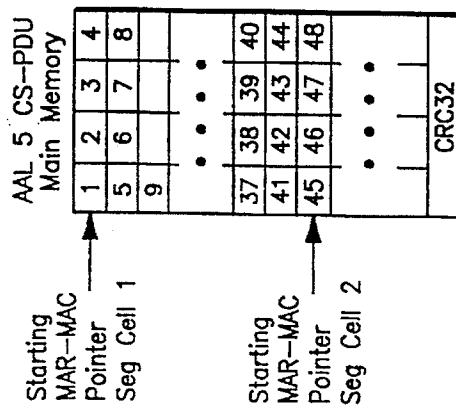 AAL 5 CS-PDU
Main Memory
1 2 3 4
5 6 7 8
9
37 38 39 40
41 42 43 44
45 46 47 48
CRC32
Starting
MAR-MAC
Pointer
Seg Cell 1
Starting
MAR-MAC
Pointer
Seg Cell 2